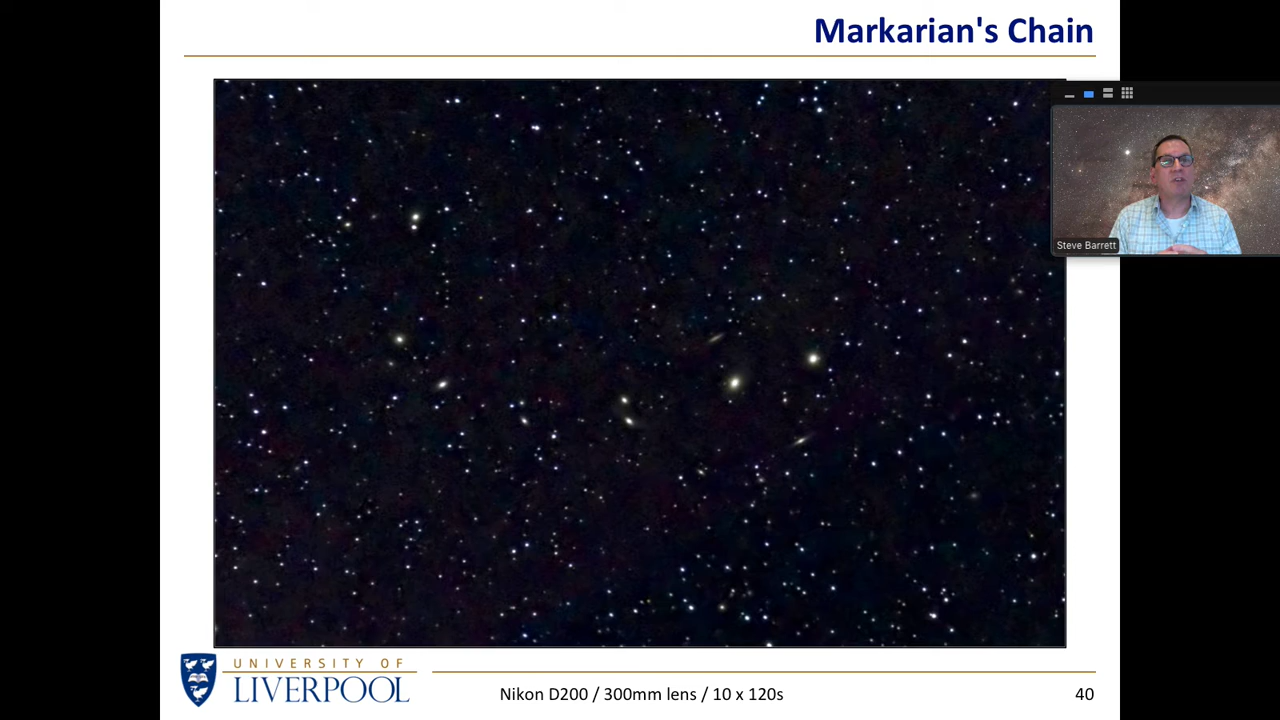 Markarian's Chain
Steve Barrett
UNIVERSITY OF
LIVERPOOL
Nikon D200 / 300mm lens / 10 x 120s
40